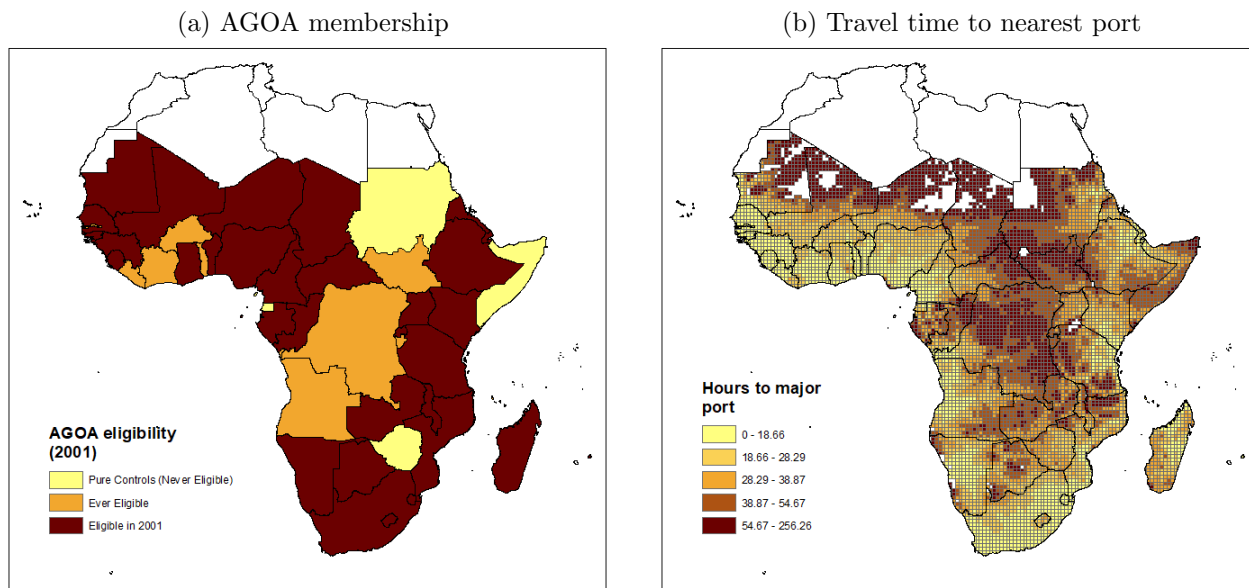 (a) AGOA membership
AGOA eligibility
(2001)
Pure Controls (Never Eligible)
Ever Eligible
Eligible in 2001
(b) Travel time to nearest port
Hours to major
port
0 - 18.66
18.66 - 28.29
28.29 - 38.87
38.87 - 54.67
54.67 - 256.26